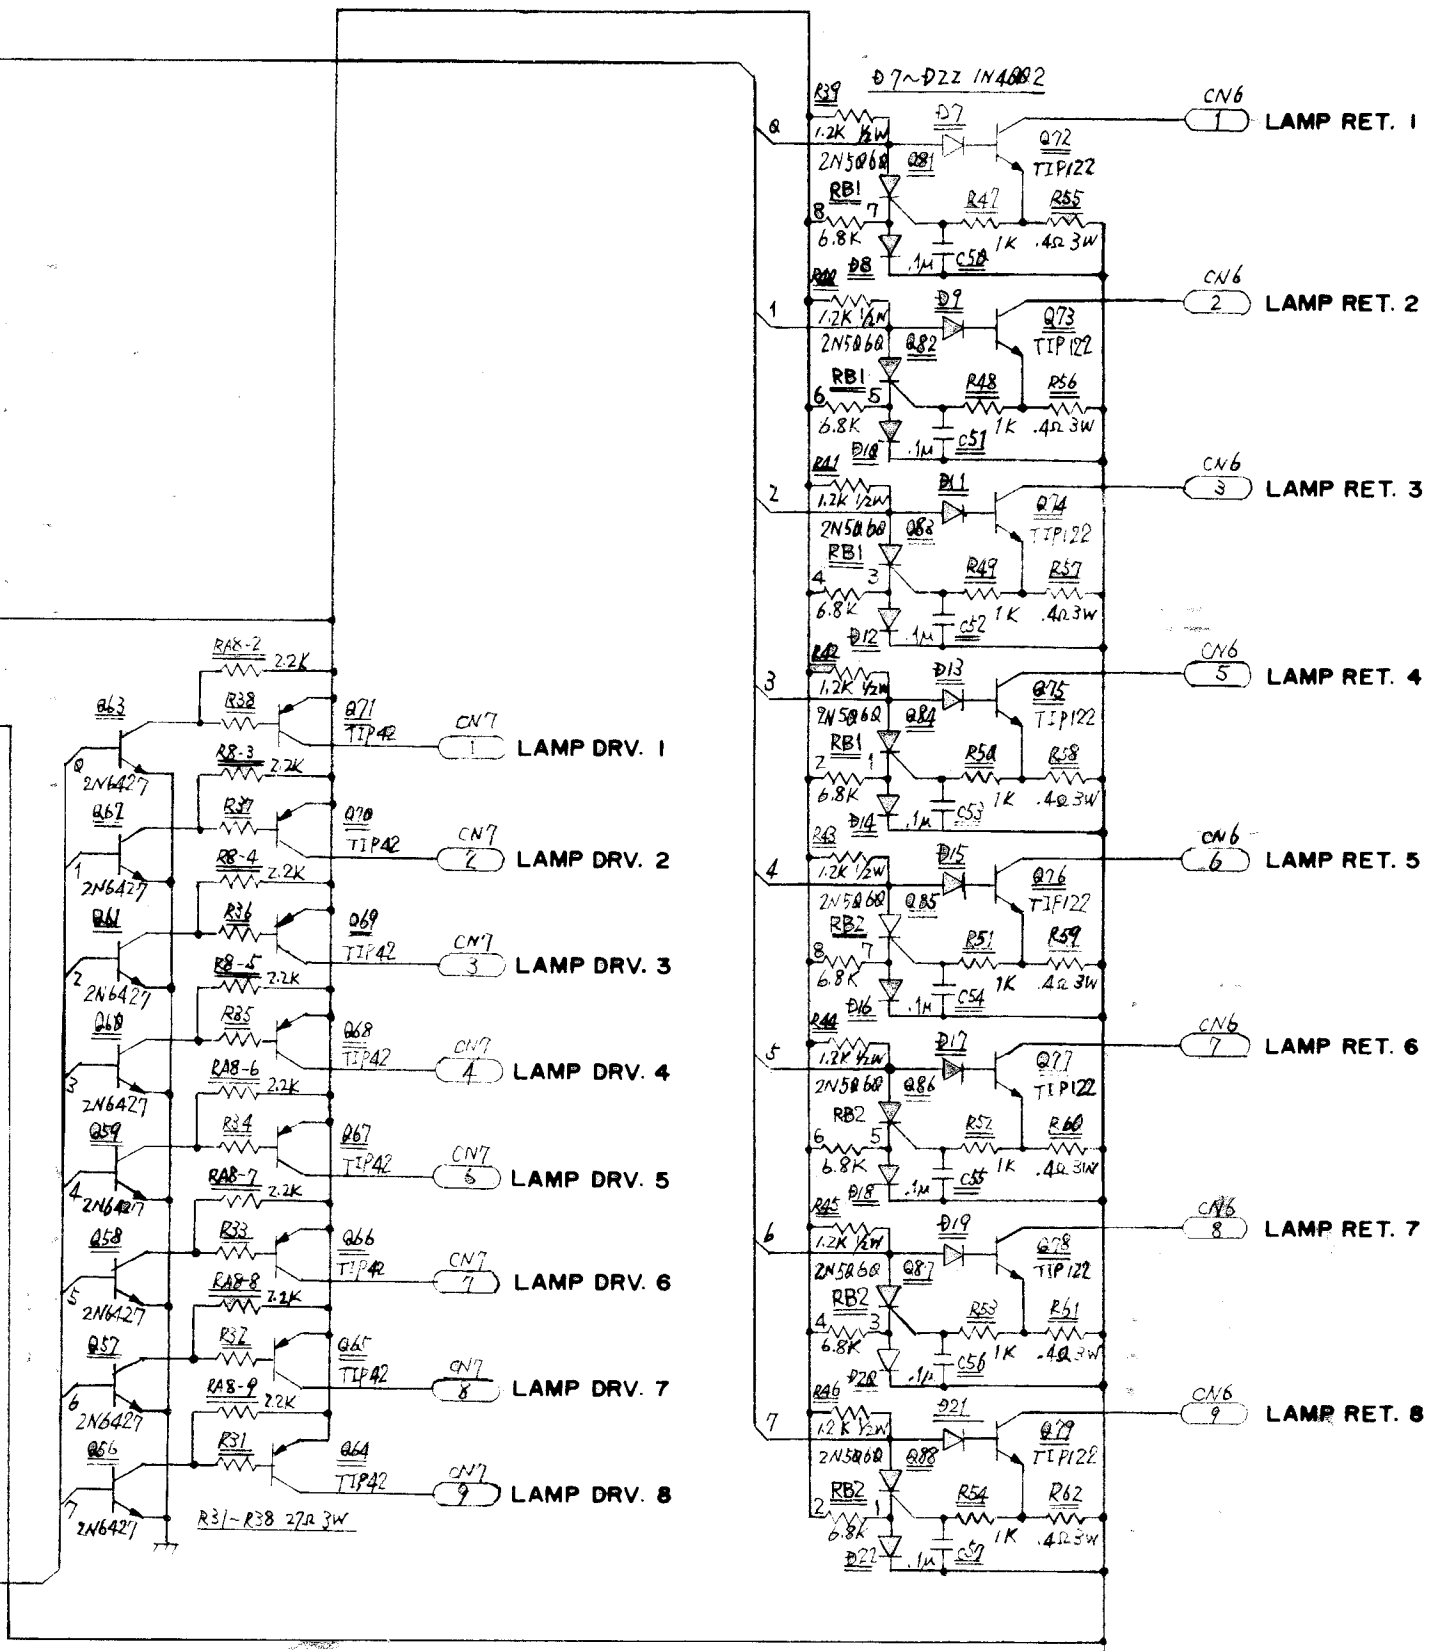 D7~D22 1N4002
R39
1.2K ½W
0
2N5060
Q81
D7
Q72
TIP122
CN6
1
LAMP RET. 1
RB1
8
7
6.8K
D8
.1µ
C50
R47
1K
R55
.4Ω 3W
R40
1.2K ½W
1
2N5060
Q82
D9
Q73
TIP122
CN6
2
LAMP RET. 2
RB1
6
5
6.8K
D10
.1µ
C51
R48
1K
R56
.4Ω 3W
R41
1.2K ½W
2
2N5060
Q83
D11
Q74
TIP122
CN6
3
LAMP RET. 3
RB1
4
3
6.8K
D12
.1µ
C52
R49
1K
R57
.4Ω 3W
R42
1.2K ½W
3
2N5060
Q84
D13
Q75
TIP122
CN6
5
LAMP RET. 4
RB1
2
1
6.8K
D14
.1µ
C53
R50
1K
R58
.4Ω 3W
R43
1.2K ½W
4
2N5060
Q85
D15
Q76
TIP122
CN6
6
LAMP RET. 5
RB2
8
7
6.8K
D16
.1µ
C54
R51
1K
R59
.4Ω 3W
R44
1.2K ½W
5
2N5060
Q86
D17
Q77
TIP122
CN6
7
LAMP RET. 6
RB2
6
5
6.8K
D18
.1µ
C55
R52
1K
R60
.4Ω 3W
R45
1.2K ½W
6
2N5060
Q87
D19
Q78
TIP122
CN6
8
LAMP RET. 7
RB2
4
3
6.8K
D20
.1µ
C56
R53
1K
R61
.4Ω 3W
R46
1.2K ½W
7
2N5060
Q88
D21
Q79
TIP122
CN6
9
LAMP RET. 8
RB2
2
1
6.8K
D22
.1µ
C57
R54
1K
R62
.4Ω 3W
RA8-2
2.2K
Q63
0
2N6427
R38
Q71
TIP42
CN7
1
LAMP DRV. 1
R8-3
2.2K
Q62
1
2N6427
R37
Q70
TIP42
CN7
2
LAMP DRV. 2
R8-4
2.2K
Q61
2
2N6427
R36
Q69
TIP42
CN7
3
LAMP DRV. 3
R8-5
2.2K
Q60
3
2N6427
R35
Q68
TIP42
CN7
4
LAMP DRV. 4
RA8-6
2.2K
Q59
4
2N6427
R34
Q67
TIP42
CN7
6
LAMP DRV. 5
RA8-7
2.2K
Q58
5
2N6427
R33
Q66
TIP42
CN7
7
LAMP DRV. 6
RA8-8
2.2K
Q57
6
2N6427
R32
Q65
TIP42
CN7
8
LAMP DRV. 7
RA8-9
2.2K
Q56
7
2N6427
R31
Q64
TIP42
CN7
9
LAMP DRV. 8
R31~R38 27Ω 3W